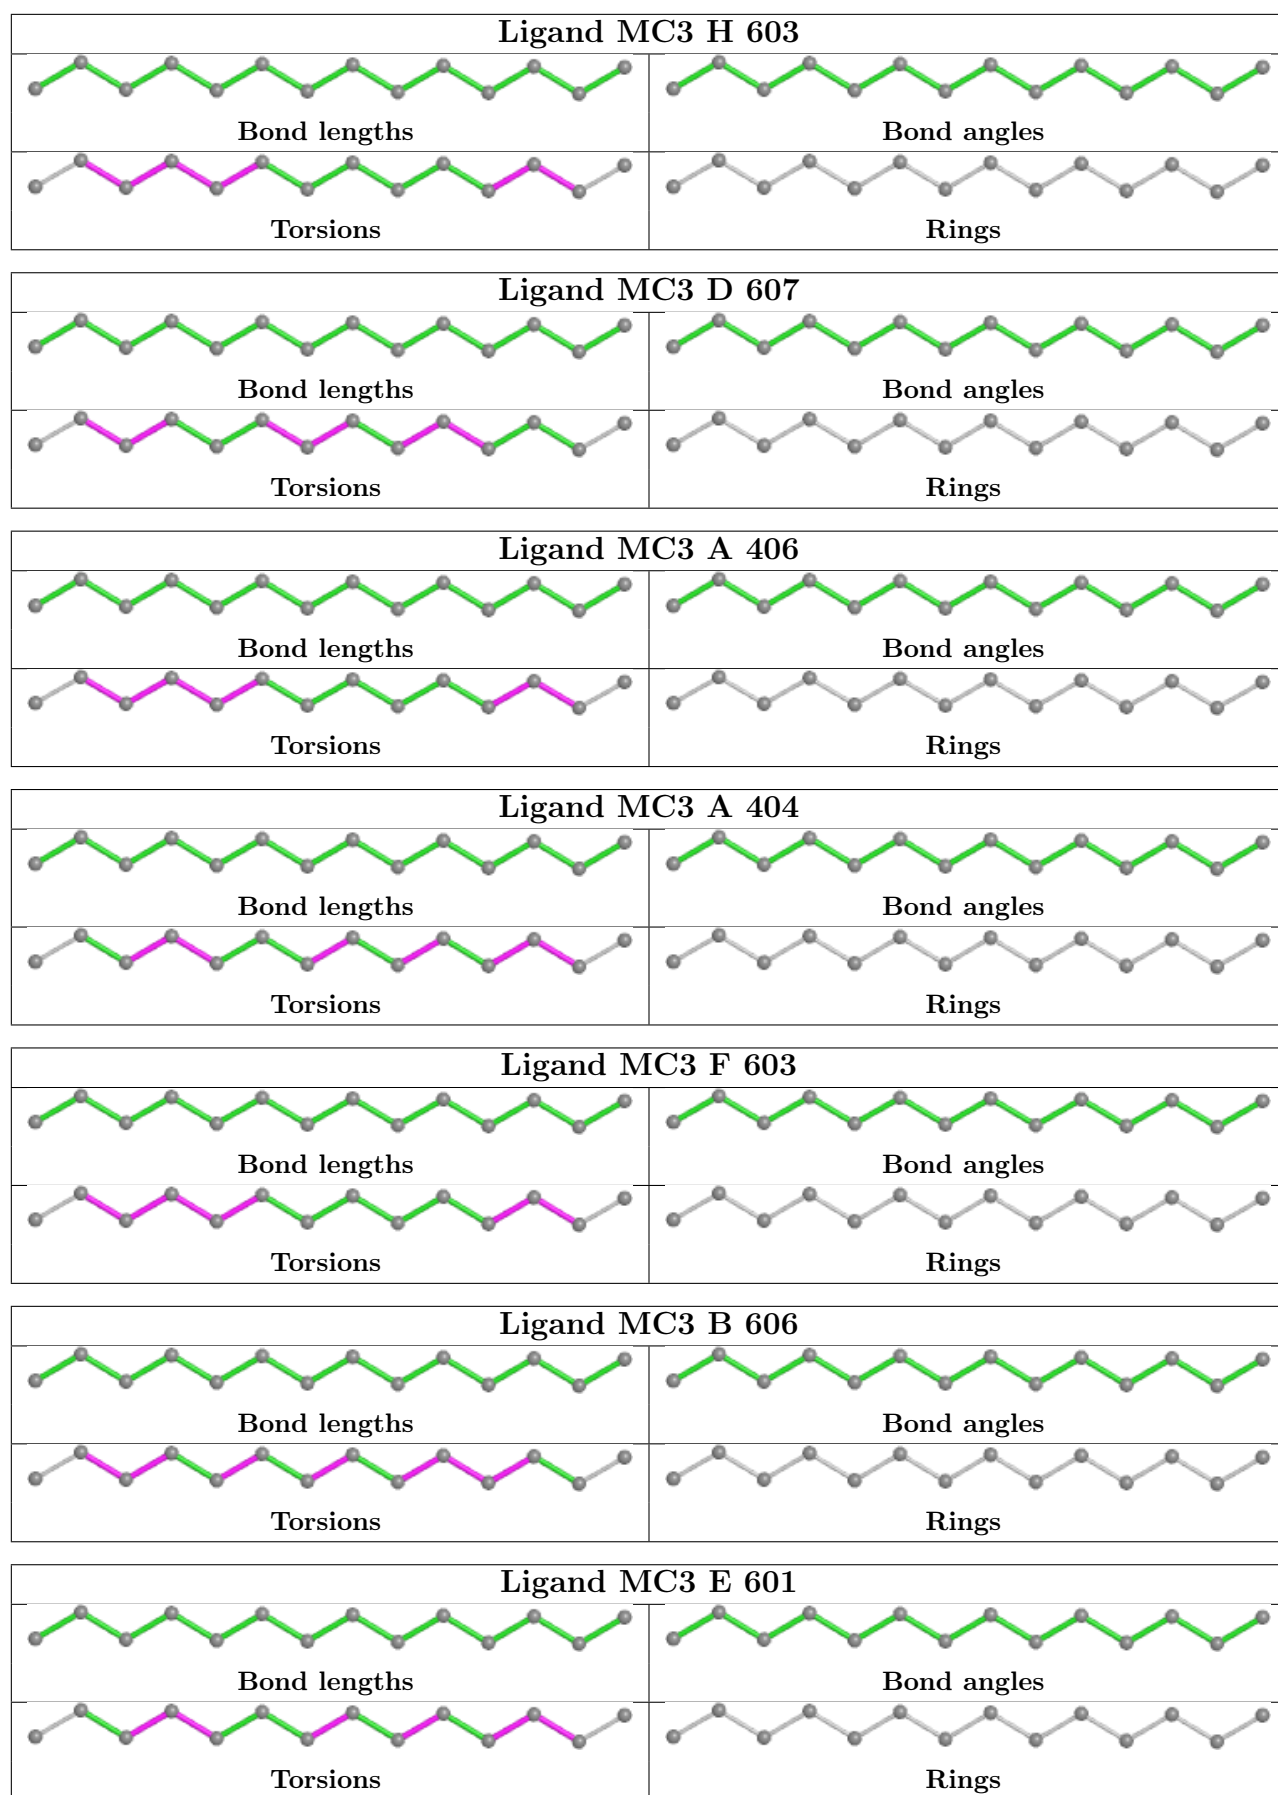 Ligand MC3 H 603
Bond lengths Bond angles
Torsions Rings
Ligand MC3 D 607
Bond lengths Bond angles
Torsions Rings
Ligand MC3 A 406
Bond lengths Bond angles
Torsions Rings
Ligand MC3 A 404
Bond lengths Bond angles
Torsions Rings
Ligand MC3 F 603
Bond lengths Bond angles
Torsions Rings
Ligand MC3 B 606
Bond lengths Bond angles
Torsions Rings
Ligand MC3 E 601
Bond lengths Bond angles
Torsions Rings